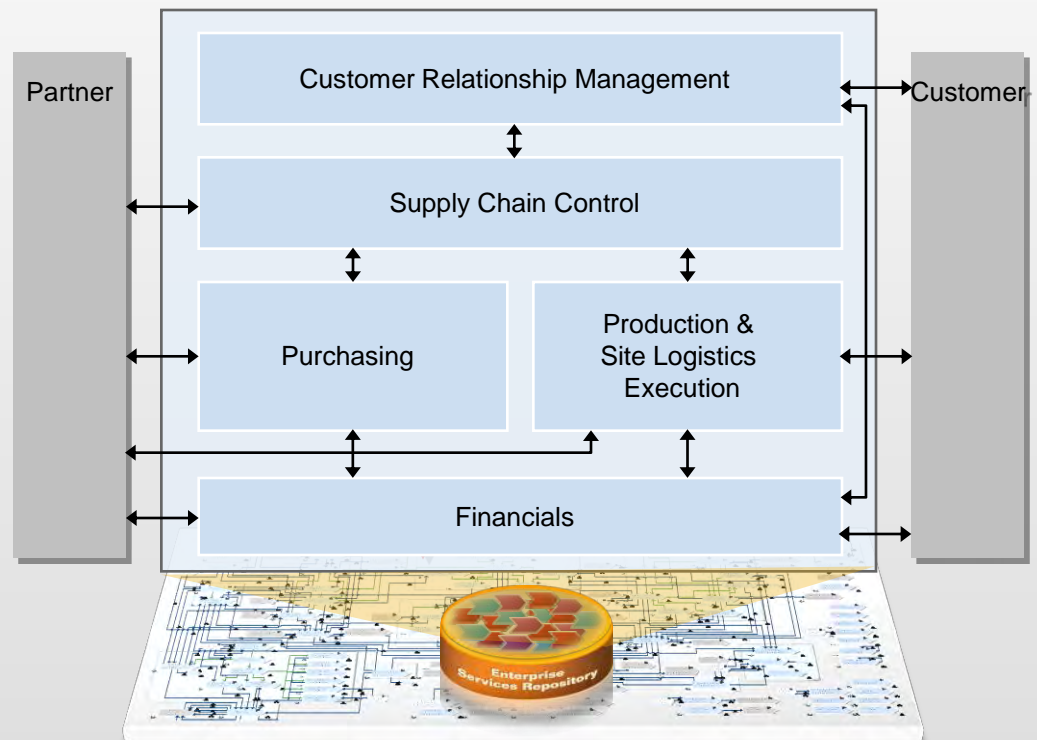 Customer Relationship Management
Partner
Customer
Supply Chain Control
Purchasing
Production &
Site Logistics
Execution
Financials
Enterprise
Services Repository